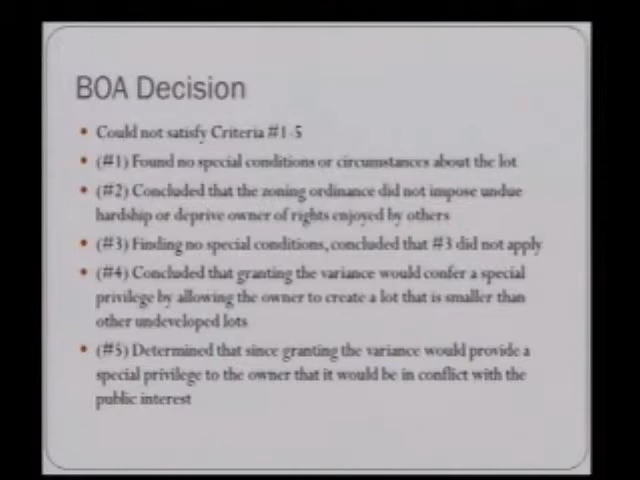 BOA Decision
• Could not satisfy Criteria #1-5
• (#1) Found no special conditions or circumstances about the lot
• (#2) Concluded that the zoning ordinance did not impose undue
hardship or deprive owner of rights enjoyed by others
• (#3) Finding no special conditions, concluded that #3 did not apply
• (#4) Concluded that granting the variance would confer a special
privilege by allowing the owner to create a lot that is smaller than
other undeveloped lots
• (#5) Determined that since granting the variance would provide a
special privilege to the owner that it would be in conflict with the
public interest